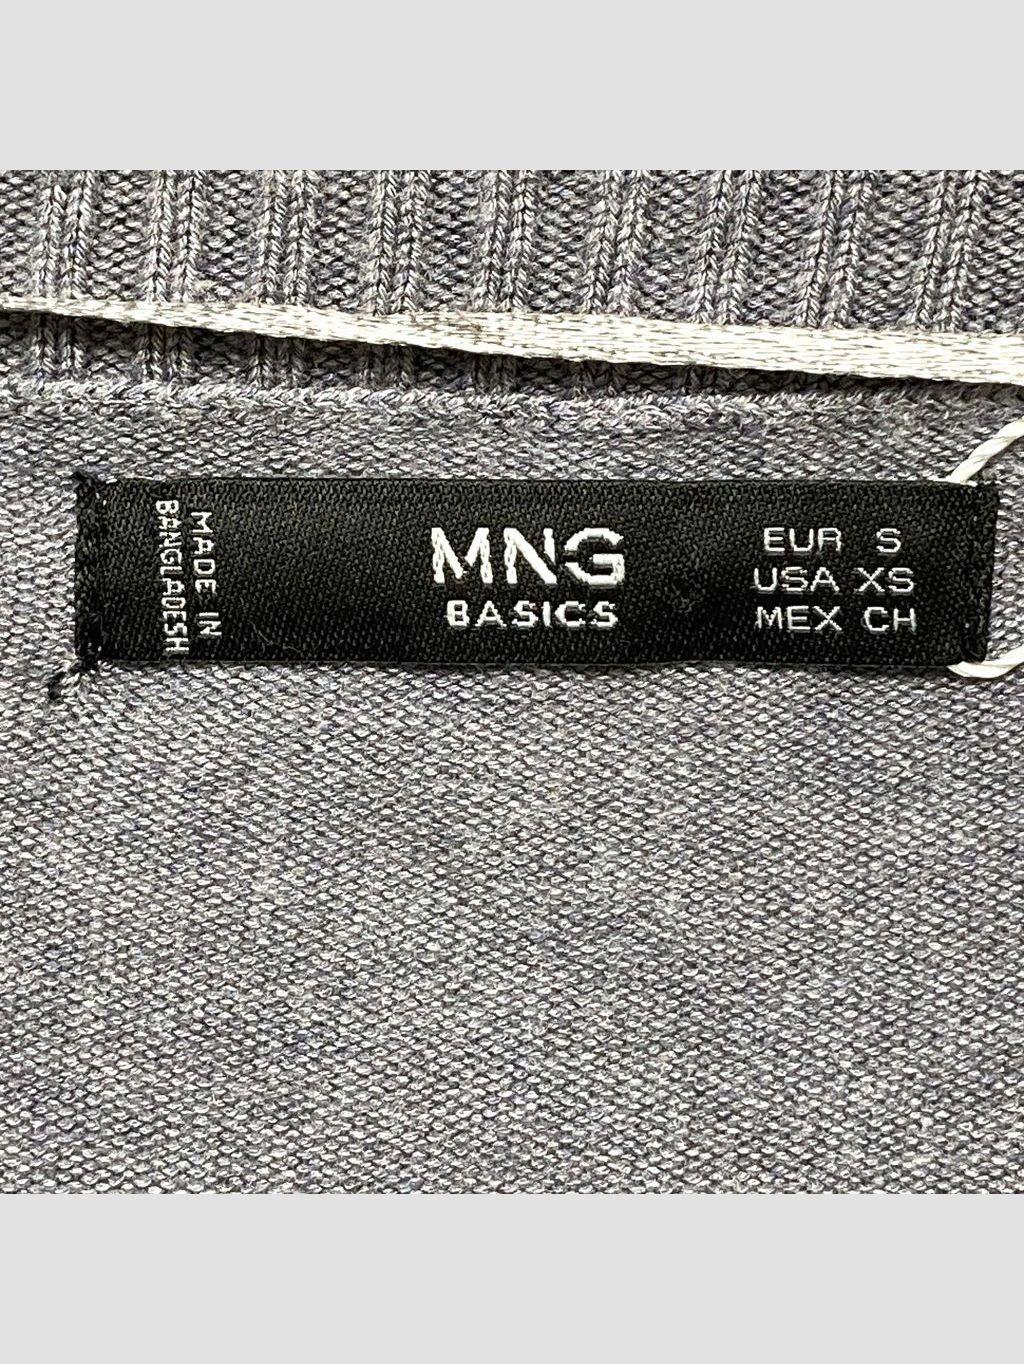 MADE IN
BANGLADESH
MNG
BASICS
EUR S
USA XS
MEX CH